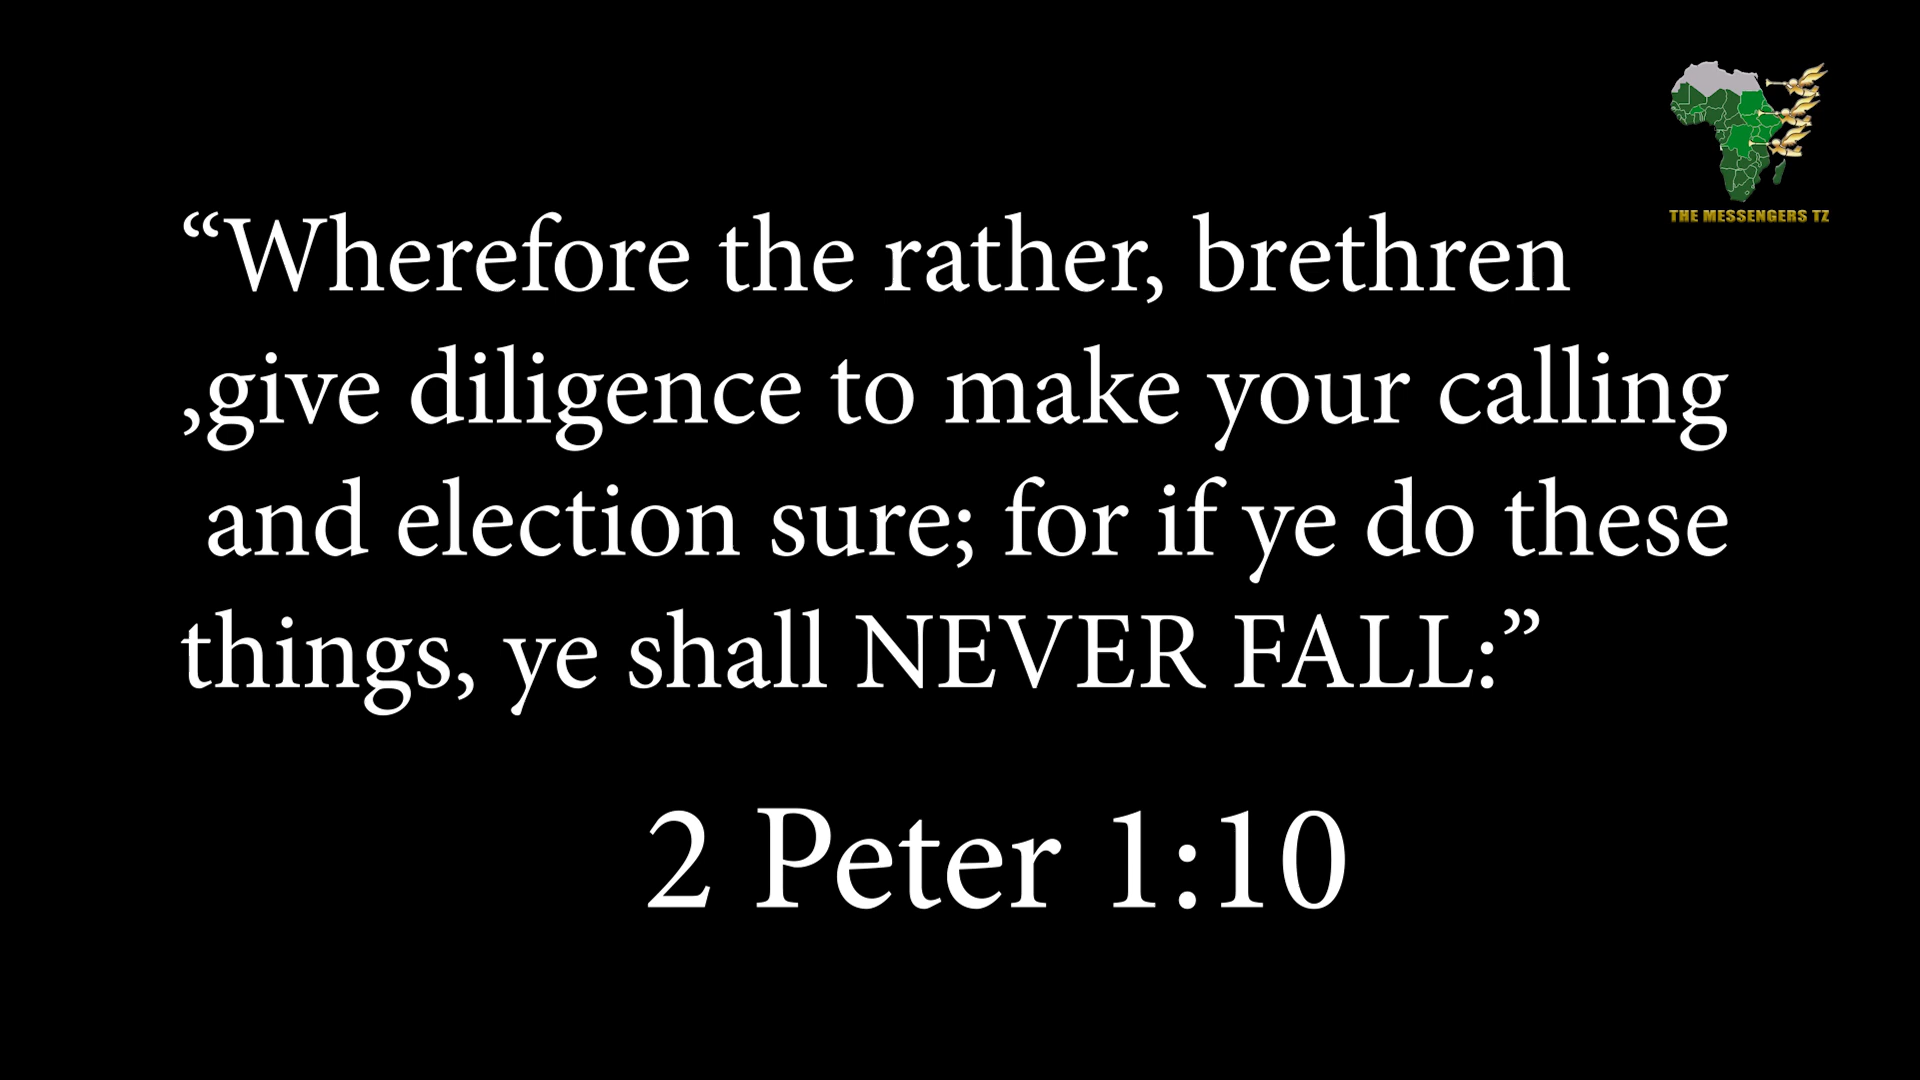 THE MESSENGERS TZ
“Wherefore the rather, brethren
,give diligence to make your calling
and election sure; for if ye do these
things, ye shall NEVER FALL:”
2 Peter 1:10